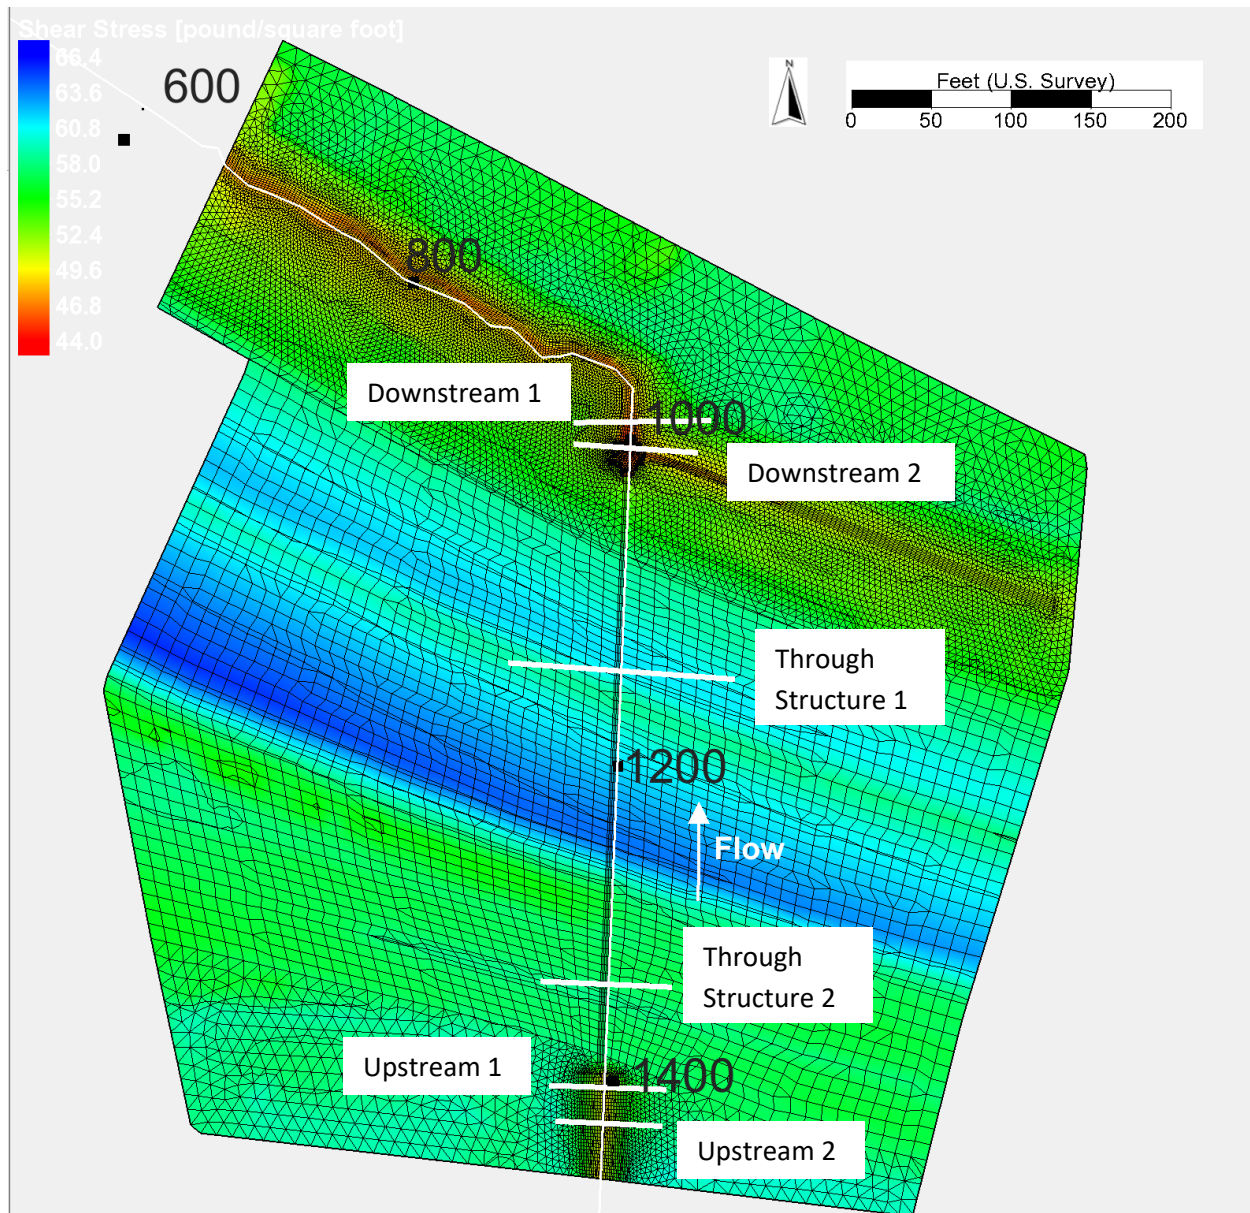 Shear Stress [pound/square foot]
66.4
63.6
60.8
58.0
55.2
52.4
49.6
46.8
44.0
600
N
Feet (U.S. Survey)
0 50 100 150 200
800
Downstream 1
1000
Downstream 2
Through
Structure 1
1200
Flow
Through
Structure 2
Upstream 1
1400
Upstream 2